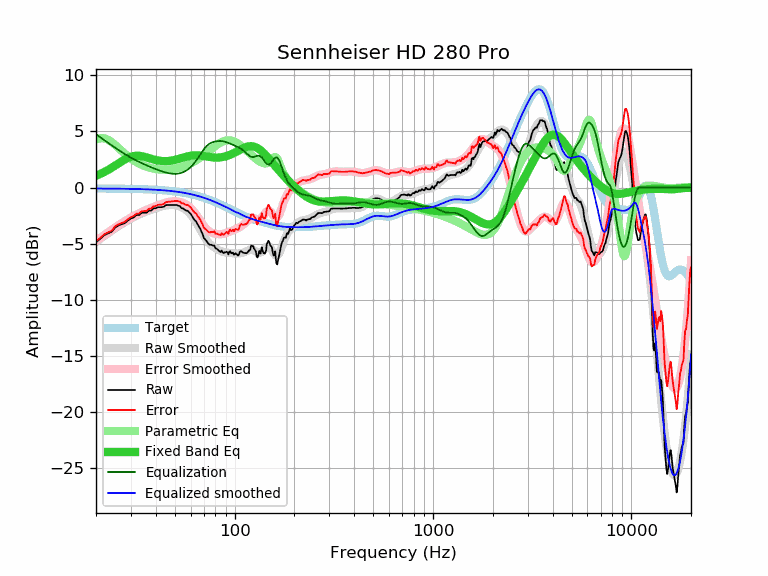 Sennheiser HD 280 Pro
10
5
0
−5
−10
−15
−20
−25
Amplitude (dBr)
Target
Raw Smoothed
Error Smoothed
Raw
Error
Parametric Eq
Fixed Band Eq
Equalization
Equalized smoothed
100 1000 10000
Frequency (Hz)